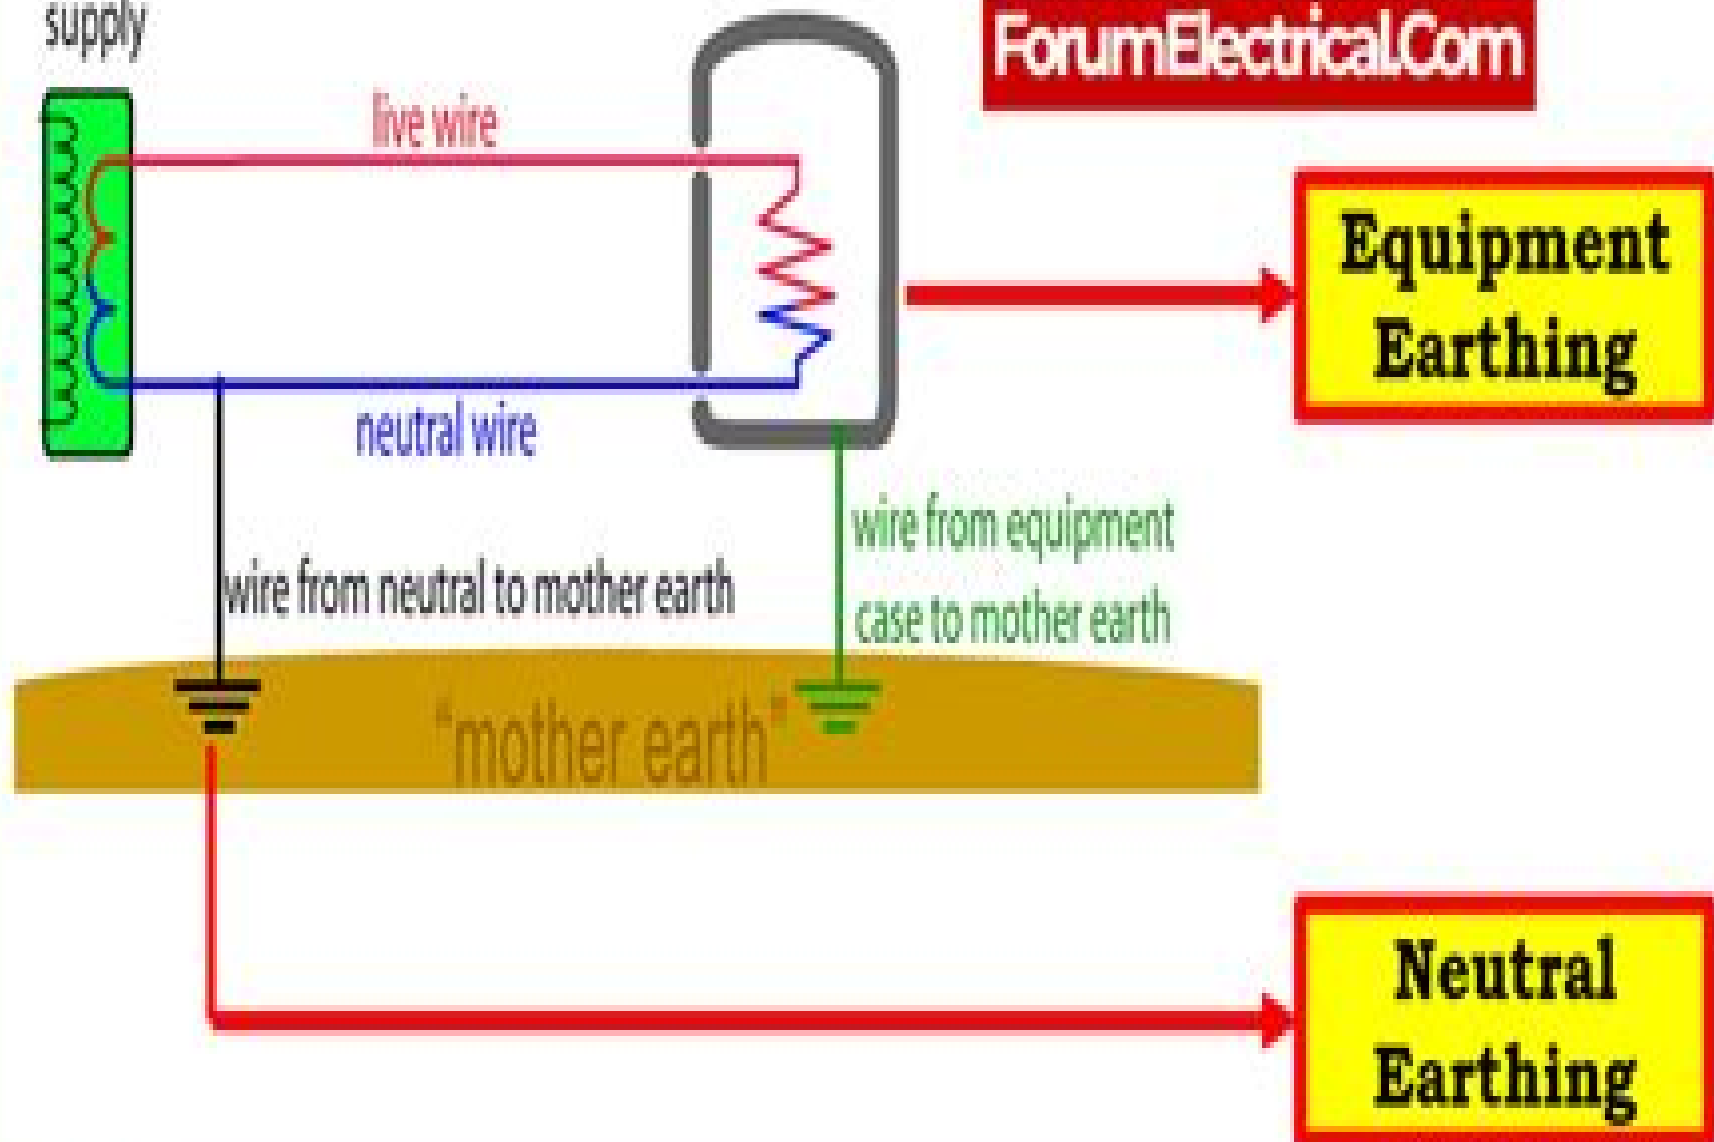 supply
ForumElectrical.Com
live wire
Equipment
Earthing
neutral wire
wire from equipment
case to mother earth
wire from neutral to mother earth
“mother earth”
Neutral
Earthing